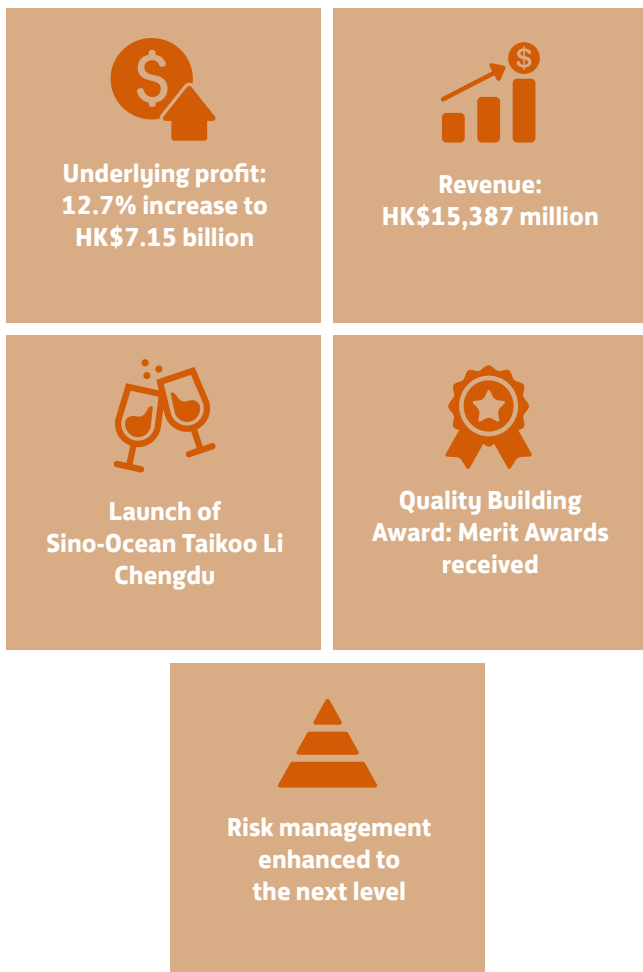 $
$
Underlying profit:
12.7% increase to
HK$7.15 billion
Revenue:
HK$15,387 million
Launch of
Sino-Ocean Taikoo Li
Chengdu
Quality Building
Award: Merit Awards
received
Risk management
enhanced to
the next level